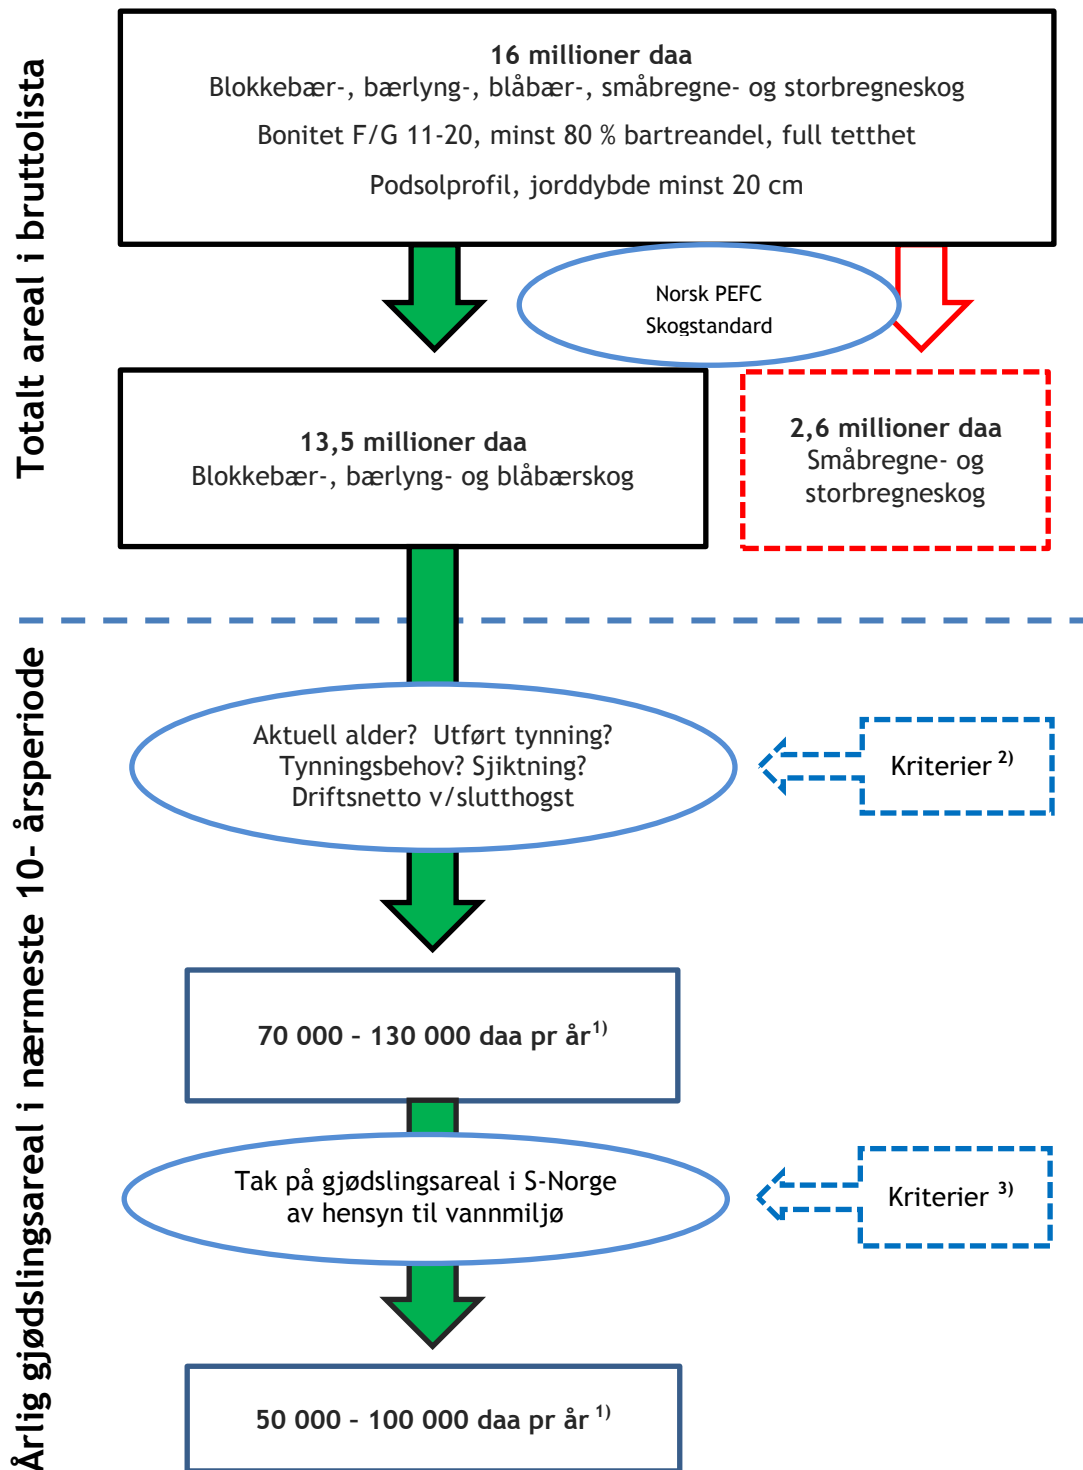 Totalt areal i bruttolista
16 millioner daa
Blokkebær-, bærlyng-, blåbær-, småbregne- og storbregneskog
Bonitet F/G 11-20, minst 80 % bartreandel, full tetthet
Podsolprofil, jorddybde minst 20 cm
Norsk PEFC
Skogstandard
13,5 millioner daa
Blokkebær-, bærlyng- og blåbærskog
2,6 millioner daa
Småbregne- og
storbregneskog
Årlig gjødslingsareal i nærmeste 10- årsperiode
Aktuell alder? Utført tynning?
Tynningsbehov? Sjiktning?
Driftsnetto v/slutthogst
Kriterier 2)
70 000 – 130 000 daa pr år 1)
Tak på gjødslingsareal i S-Norge
av hensyn til vannmiljø
Kriterier 3)
50 000 – 100 000 daa pr år 1)